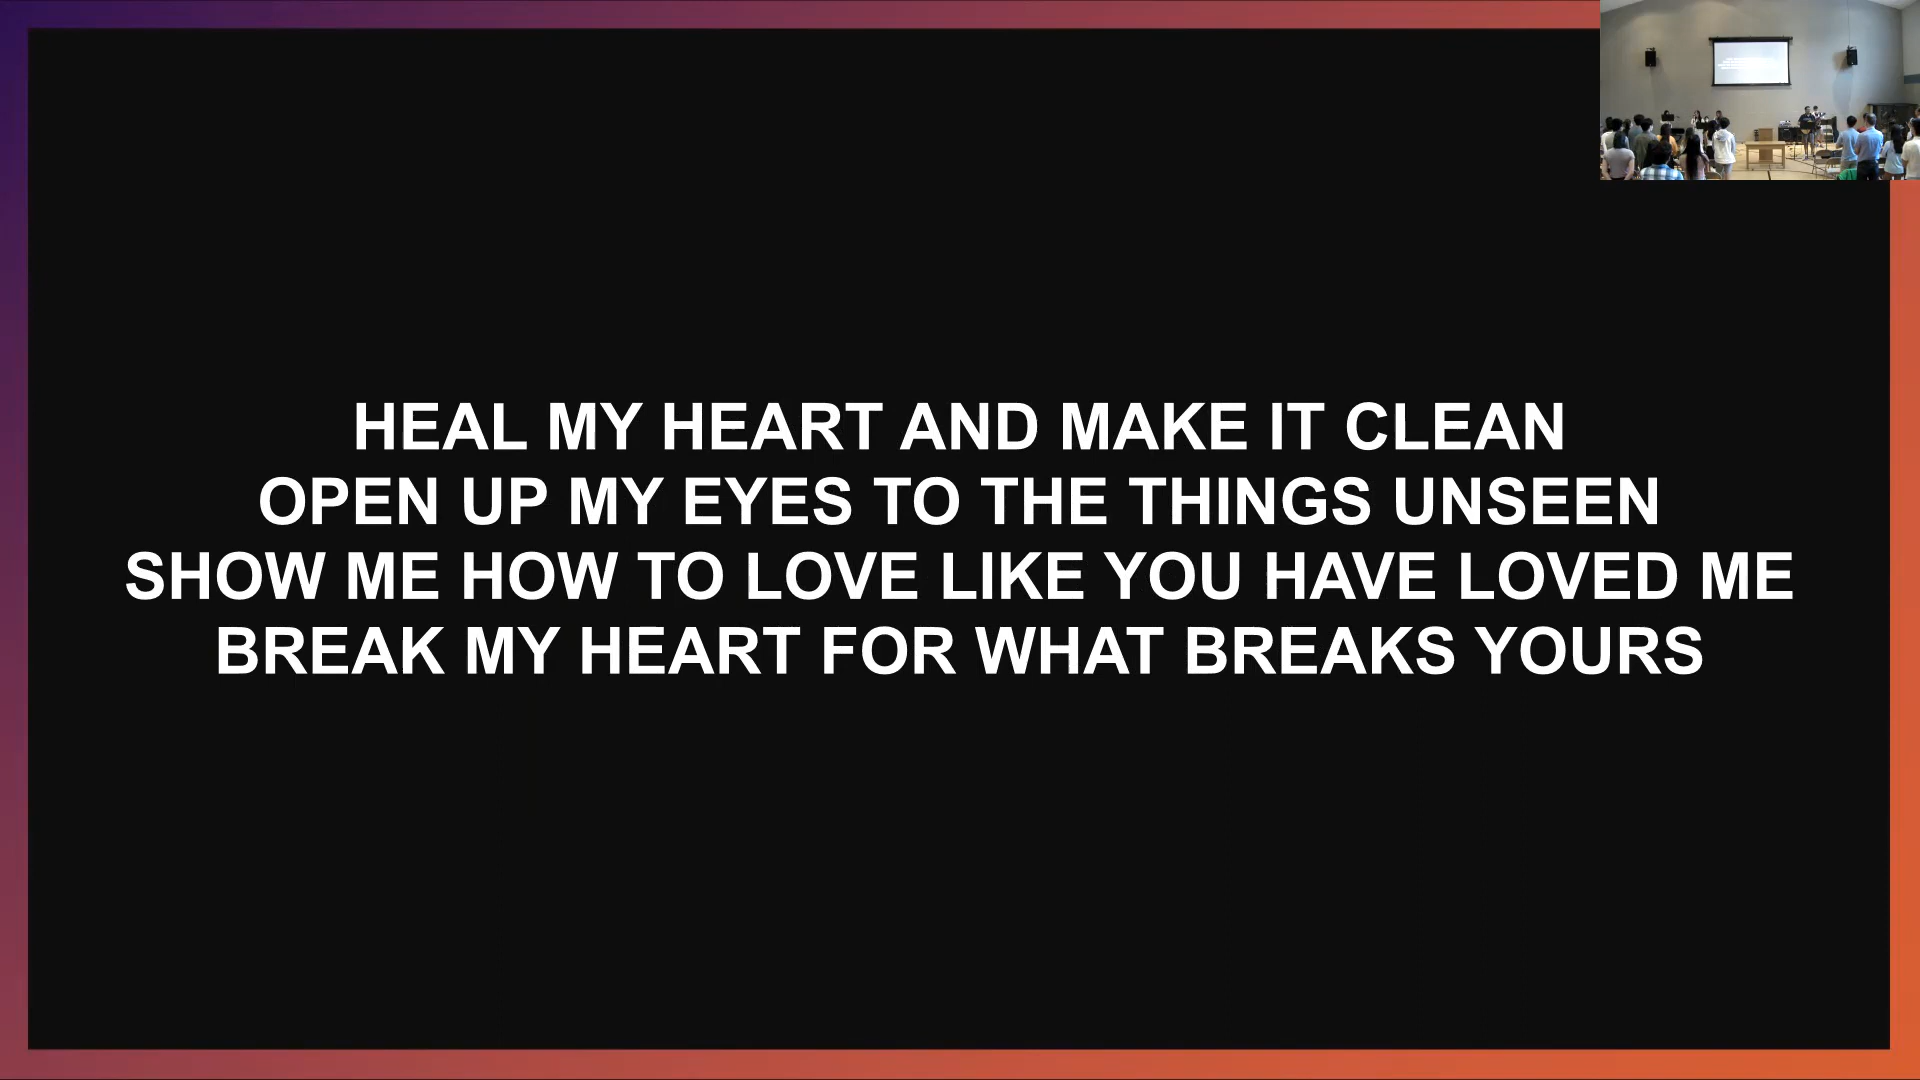 HEAL MY HEART AND MAKE IT CLEAN
OPEN UP MY EYES TO THE THINGS UNSEEN
SHOW ME HOW TO LOVE LIKE YOU HAVE LOVED ME
BREAK MY HEART FOR WHAT BREAKS YOURS